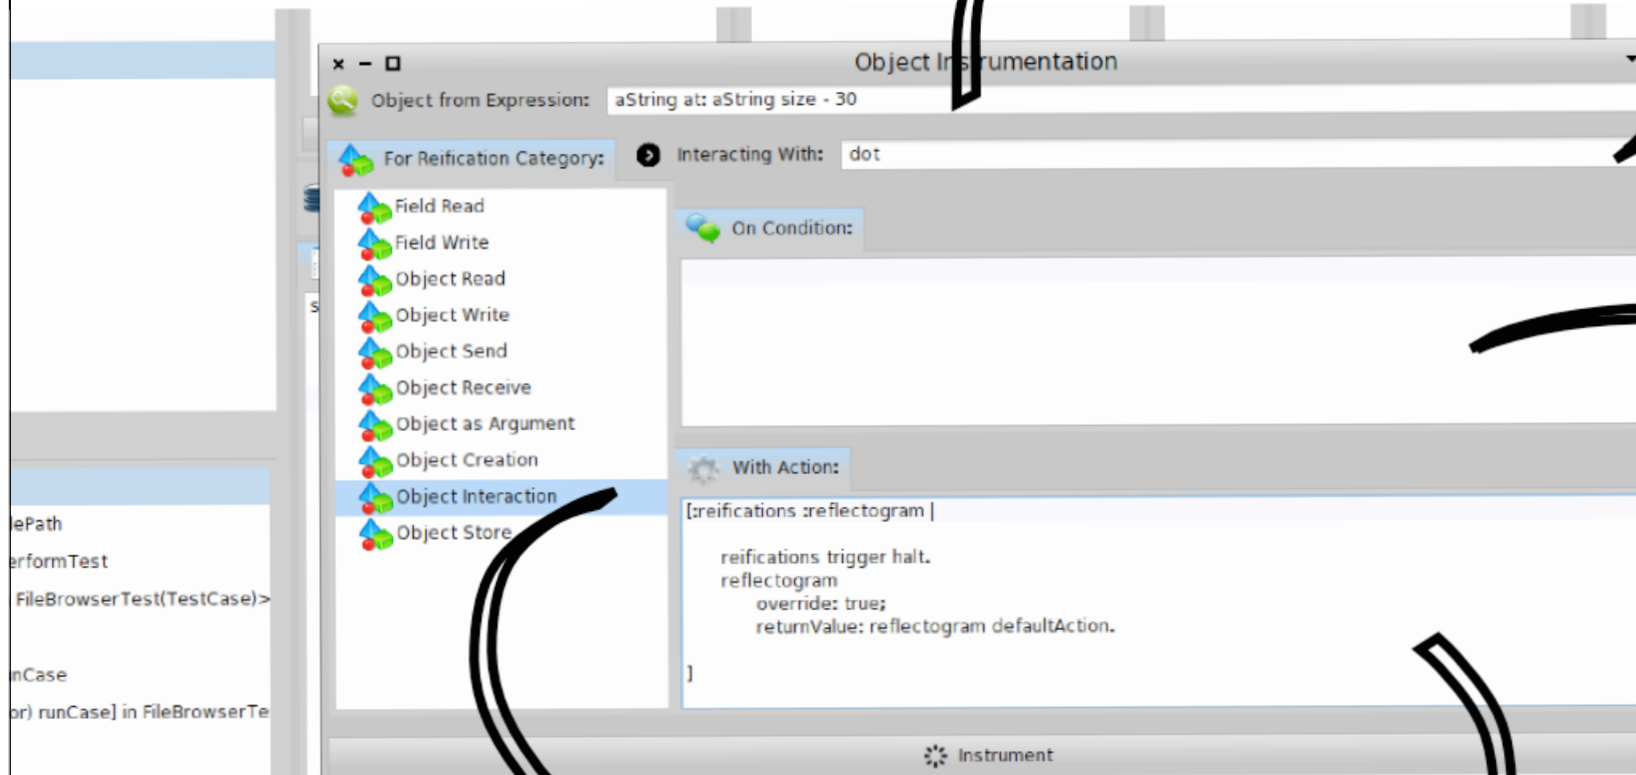 Object Instrumentation
Object from Expression: aString at: aString size - 30
For Reification Category:
Interacting With: dot
Field Read
Field Write
Object Read
Object Write
Object Send
Object Receive
Object as Argument
Object Creation
Object Interaction
Object Store
On Condition:
With Action:
[:reifications :reflectogram |
reifications trigger halt.
reflectogram
override: true;
returnValue: reflectogram defaultAction.
]
Instrument
s
lePath
erformTest
FileBrowserTest(TestCase)>
nCase
or) runCase] in FileBrowserTe